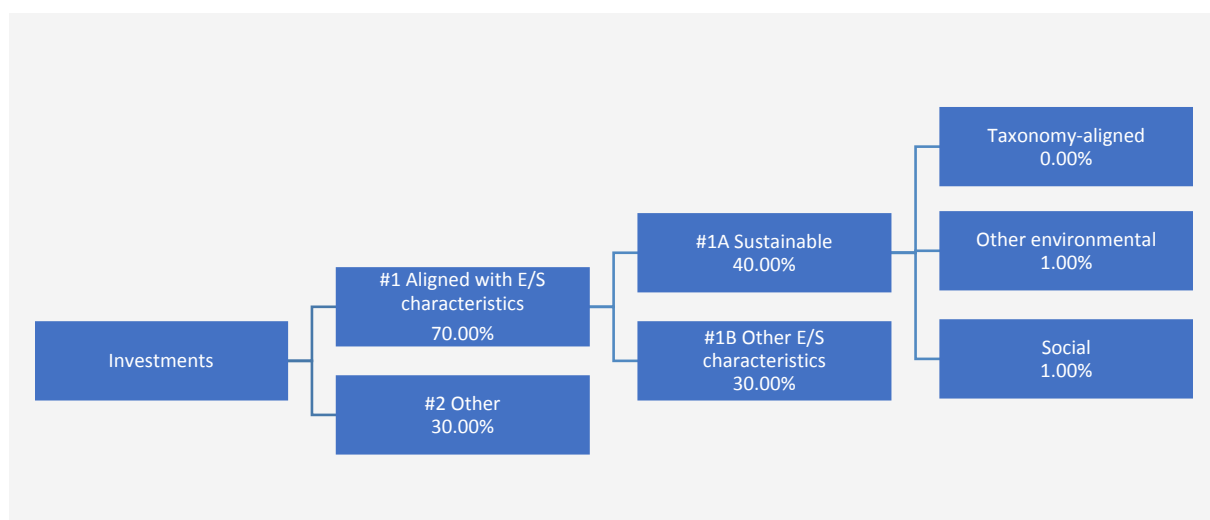 Investments
#1 Aligned with E/S
characteristics
70.00%
#2 Other
30.00%
#1A Sustainable
40.00%
#1B Other E/S
characteristics
30.00%
Taxonomy-aligned
0.00%
Other environmental
1.00%
Social
1.00%